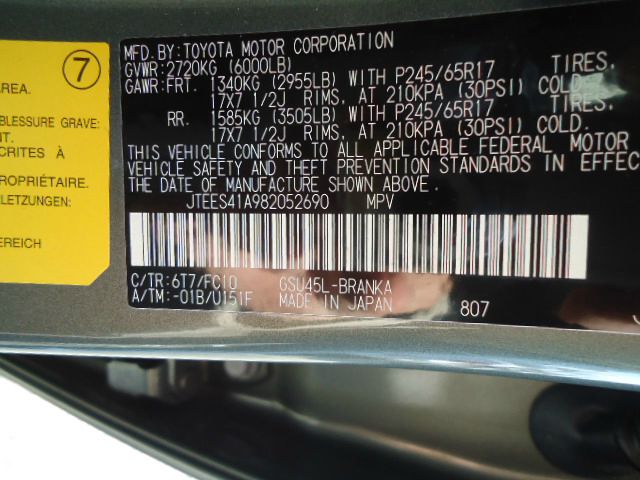 7
AREA.
BLESSURE GRAVE:
NT.
CRITES À
PROPRIÉTAIRE.
LETZEN:
BEREICH
MFD.BY:TOYOTA MOTOR CORPORATION
GVWR:2720KG (6000LB)
GAWR:FRT. 1340KG (2955LB) WITH P245/65R17 TIRES.
17X7 1/2J RIMS, AT 210KPA (30PSI) COLD.
RR. 1585KG (3505LB) WITH P245/65R17 TIRES.
17X7 1/2J RIMS, AT 210KPA (30PSI) COLD.
THIS VEHICLE CONFORMS TO ALL APPLICABLE FEDERAL MOTOR
VEHICLE SAFETY AND THEFT PREVENTION STANDARDS IN EFFEC
THE DATE OF MANUFACTURE SHOWN ABOVE.
JTEES41A982052690 MPV
C/TR:6T7/FC10 GSU45L-BRANKA
A/TM:-01B/U151F MADE IN JAPAN 807